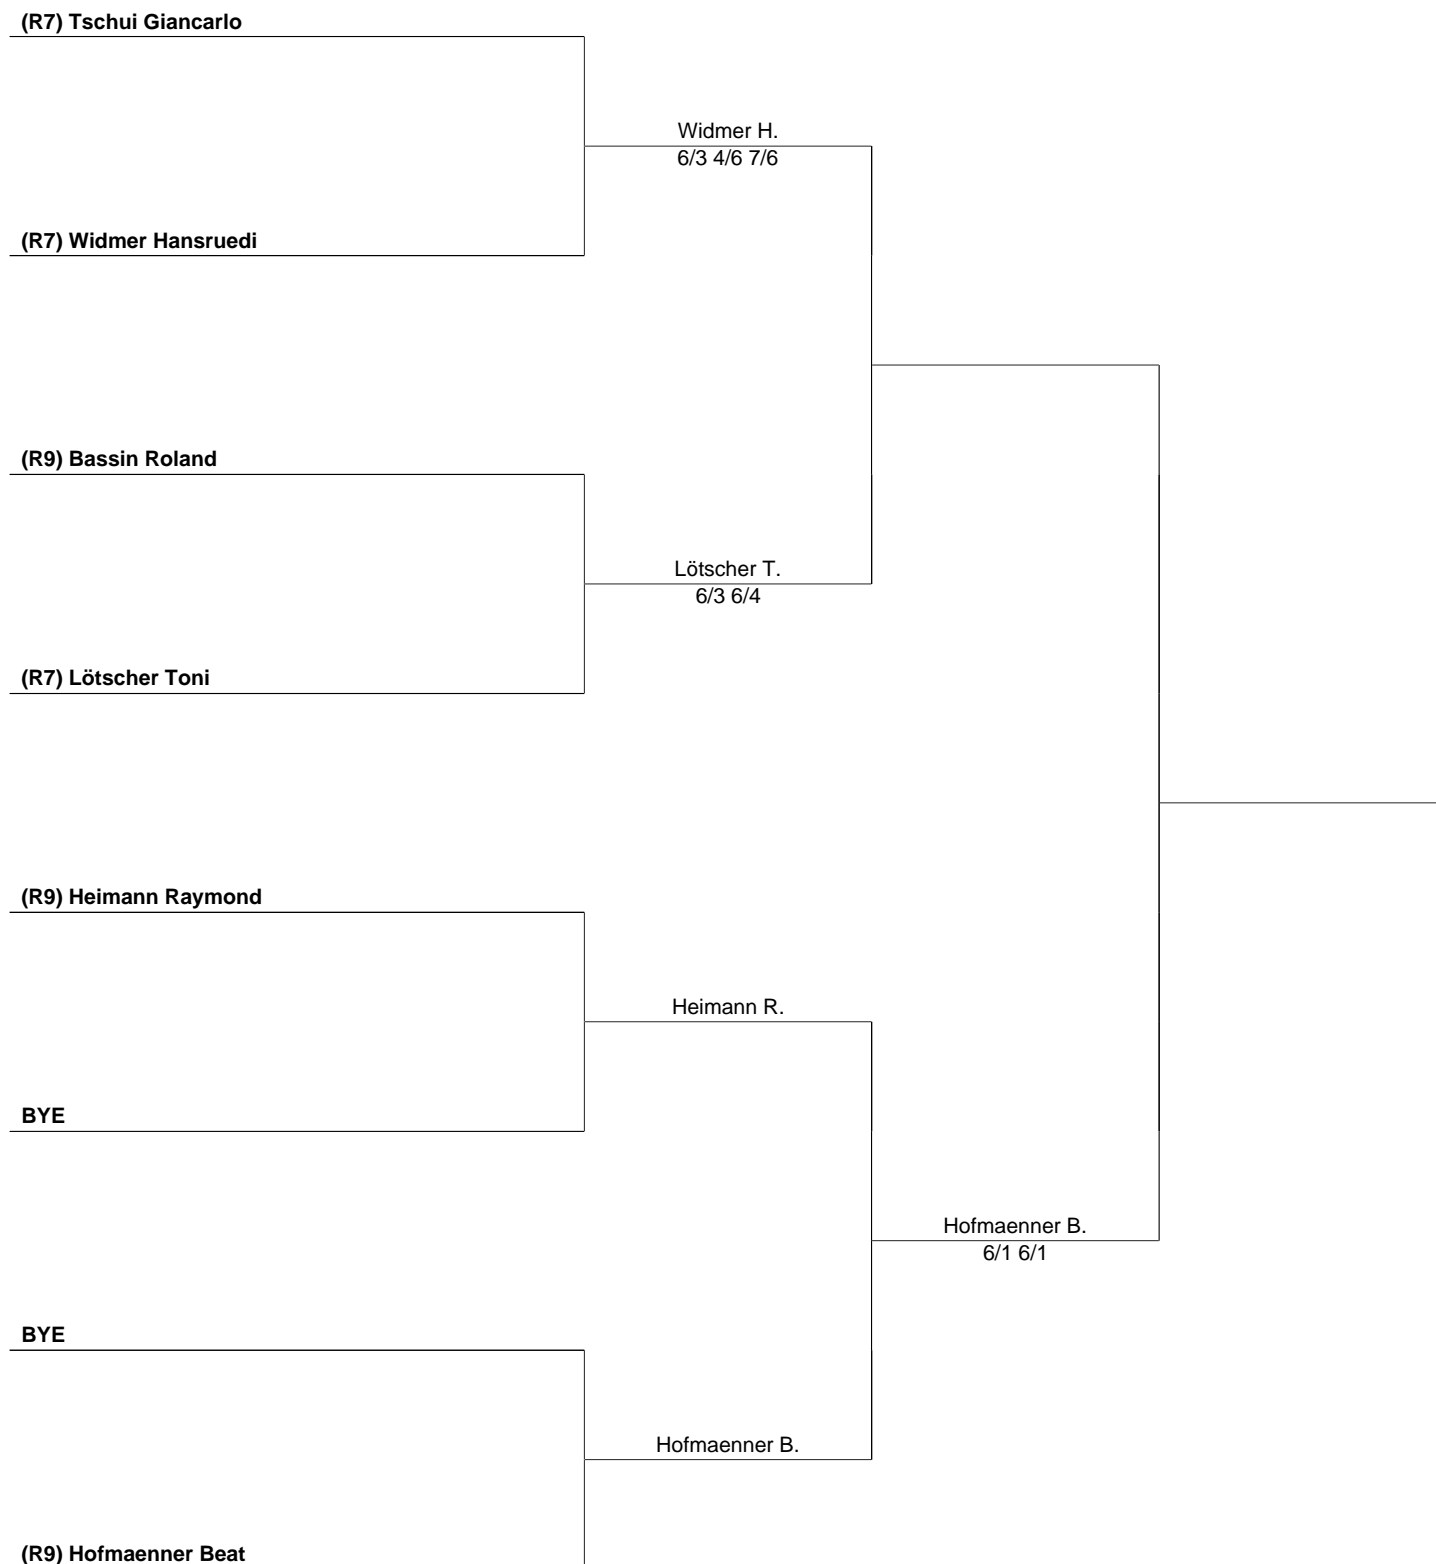 (R7) Tschui Giancarlo
Widmer H.
6/3 4/6 7/6
(R7) Widmer Hansruedi
(R9) Bassin Roland
Lötscher T.
6/3 6/4
(R7) Lötscher Toni
(R9) Heimann Raymond
Heimann R.
BYE
Hofmaenner B.
6/1 6/1
BYE
Hofmaenner B.
(R9) Hofmaenner Beat